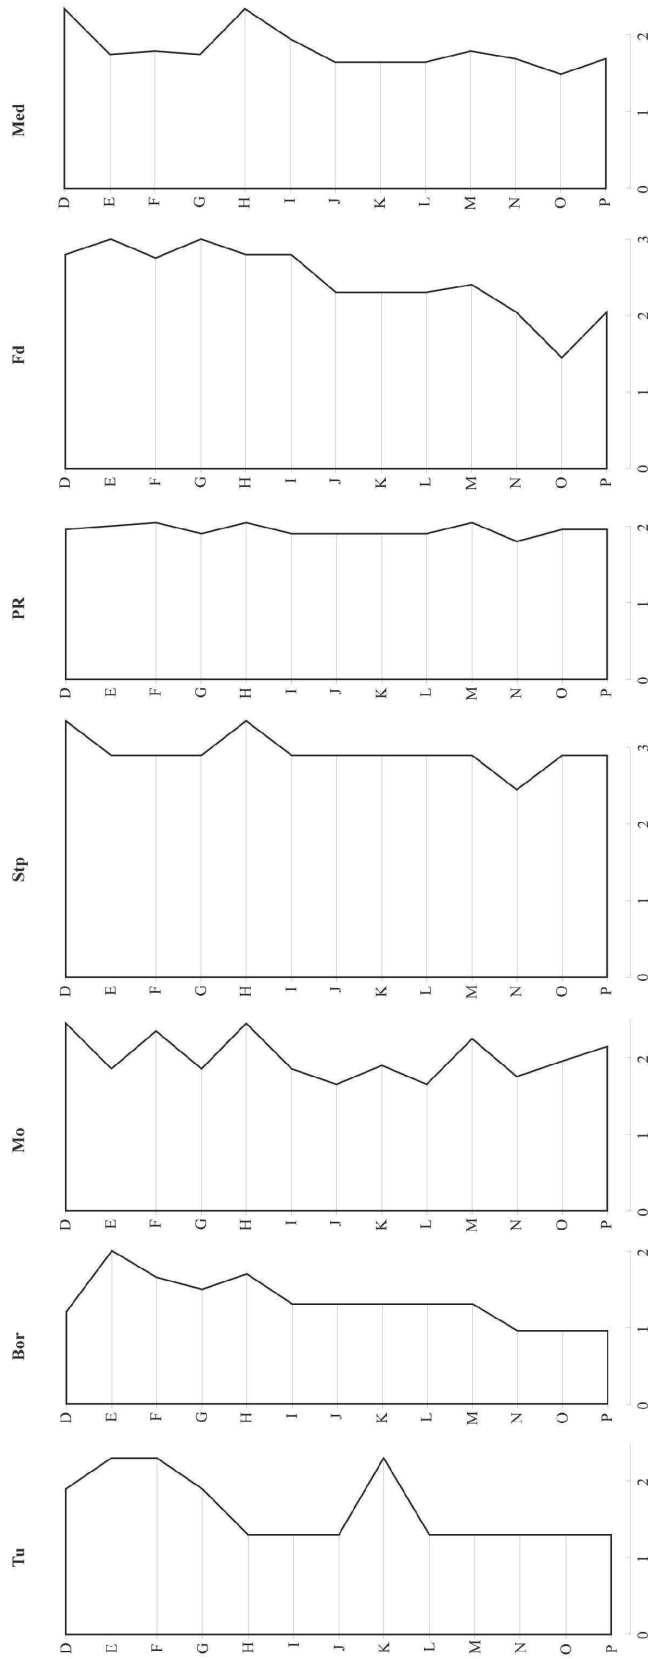 Tu Bor Mo Stp PR Fd Med
D D D D D D D
E E E E E E E
F F F F F F F
G G G G G G G
H H H H H H H
I I I I I I I
J J J J J J J
K K K K K K K
L L L L L L L
M M M M M M M
N N N N N N N
O O O O O O O
P P P P P P P
0 1 2 0 1 2 0 1 2 0 1 2 3 0 1 2 0 1 2 3 0 1 2